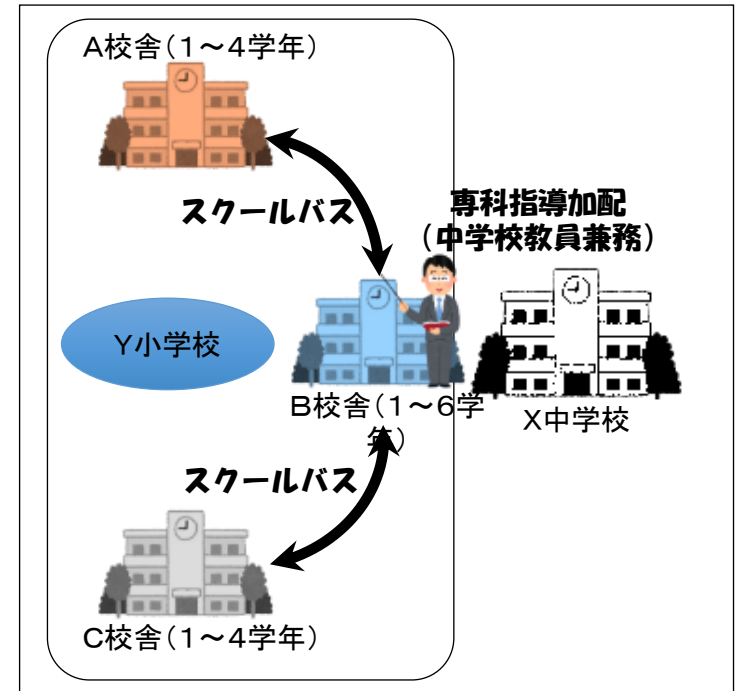 A校舎（1～4学年）
スクールバス
専科指導加配
（中学校教員兼務）
Y小学校
B校舎（1～6学
年）
X中学校
スクールバス
C校舎（1～4学年）